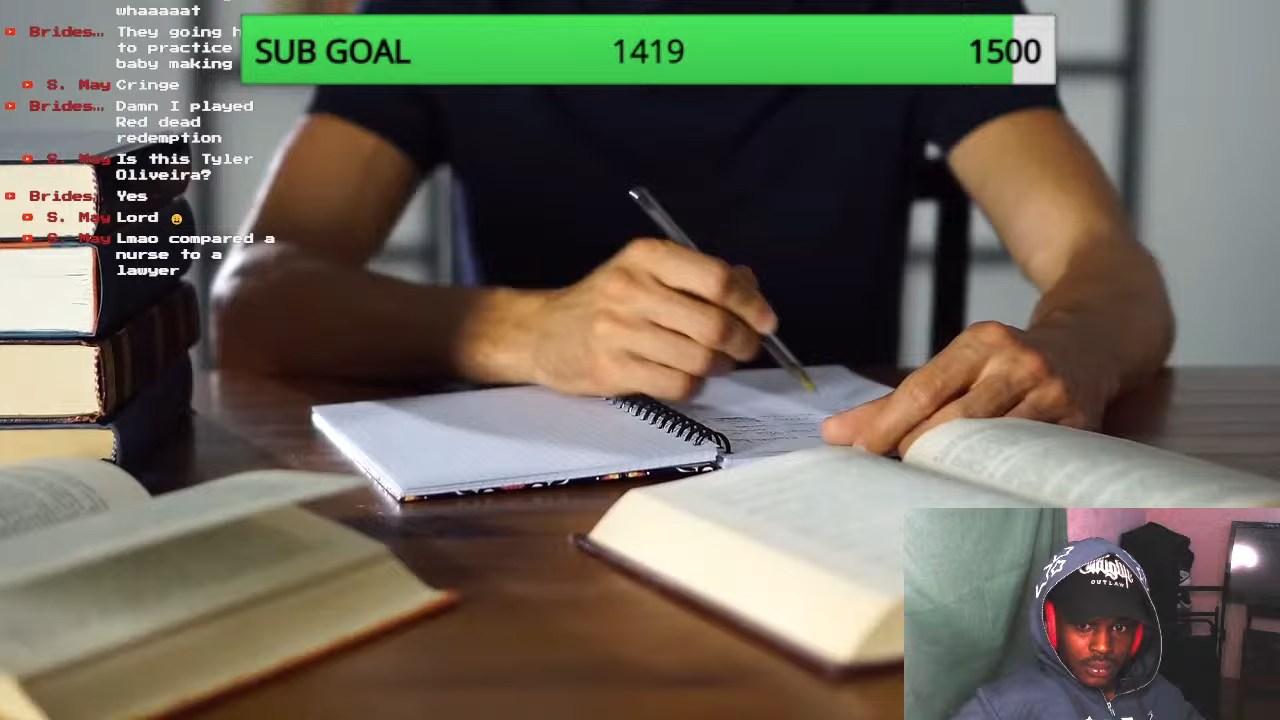 whaaaaat
Brides… They going h
to practice
baby making
S. May Cringe
Brides… Damn I played
Red dead
redemption
S. May Is this Tyler
Oliveira?
Brides… Yes
S. May Lord 😀
S. May Lmao compared a
nurse to a
lawyer
SUB GOAL 1419 1500
OUTLAW